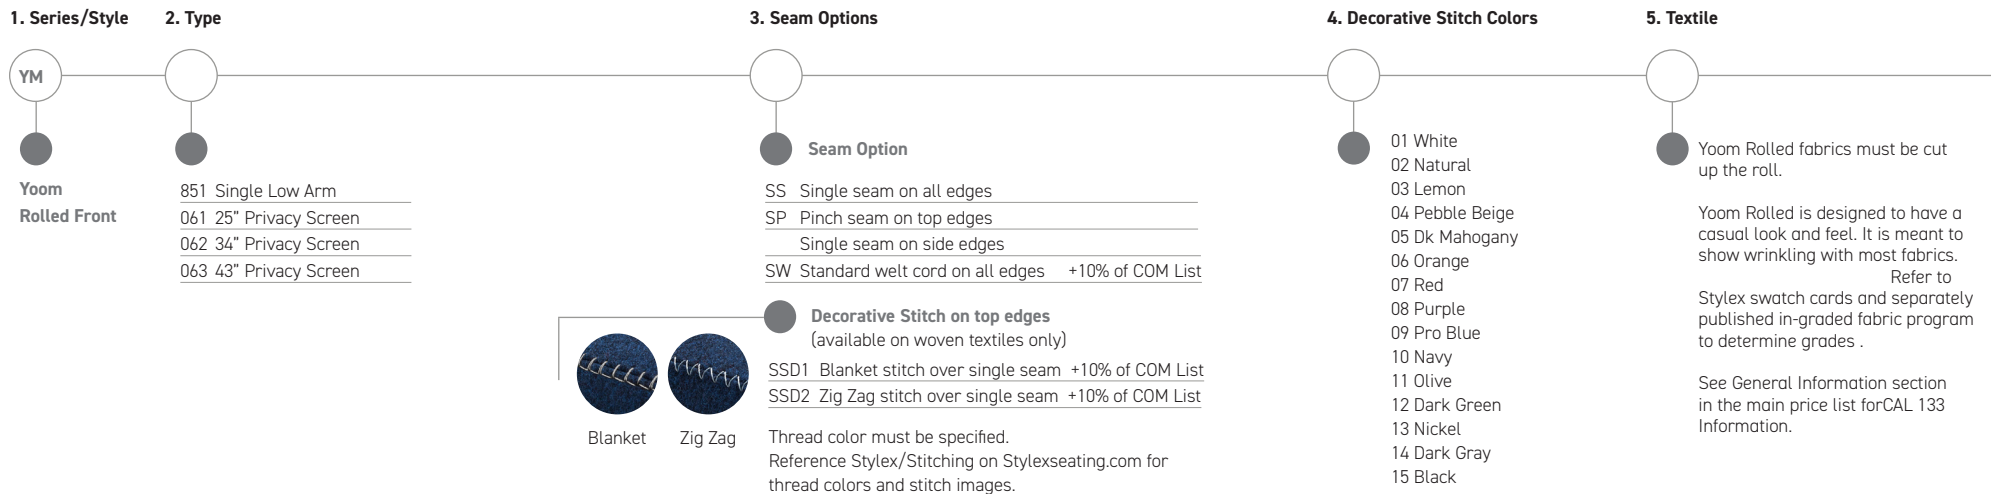 1. Series/Style
2. Type
3. Seam Options
4. Decorative Stitch Colors
5. Textile
YM
Yoom
Rolled Front
851 Single Low Arm
061 25" Privacy Screen
062 34" Privacy Screen
063 43" Privacy Screen
Seam Option
SS Single seam on all edges
SP Pinch seam on top edges
Single seam on side edges
SW Standard welt cord on all edges +10% of COM List
Decorative Stitch on top edges
(available on woven textiles only)
SSD1 Blanket stitch over single seam +10% of COM List
SSD2 Zig Zag stitch over single seam +10% of COM List
Blanket
Zig Zag
Thread color must be specified.
Reference Stylex/Stitching on Stylexseating.com for
thread colors and stitch images.
01 White
02 Natural
03 Lemon
04 Pebble Beige
05 Dk Mahogany
06 Orange
07 Red
08 Purple
09 Pro Blue
10 Navy
11 Olive
12 Dark Green
13 Nickel
14 Dark Gray
15 Black
Yoom Rolled fabrics must be cut
up the roll.
Yoom Rolled is designed to have a
casual look and feel. It is meant to
show wrinkling with most fabrics.
Refer to
Stylex swatch cards and separately
published in-graded fabric program
to determine grades .
See General Information section
in the main price list forCAL 133
Information.